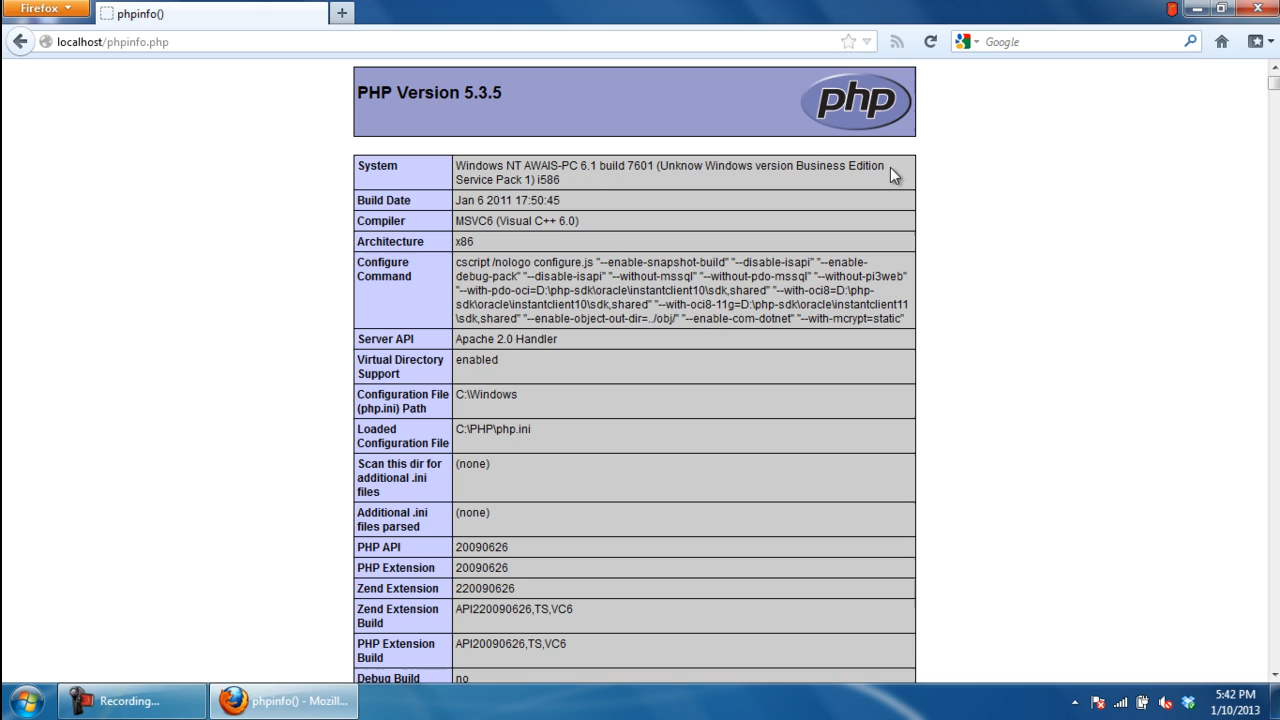 Firefox
phpinfo()
localhost/phpinfo.php
Google
PHP Version 5.3.5
php
System
Windows NT AWAIS-PC 6.1 build 7601 (Unknow Windows version Business Edition
Service Pack 1) i586
Build Date
Jan 6 2011 17:50:45
Compiler
MSVC6 (Visual C++ 6.0)
Architecture
x86
Configure
Command
cscript /nologo configure.js "--enable-snapshot-build" "--disable-isapi" "--enable-
debug-pack" "--disable-isapi" "--without-mssql" "--without-pdo-mssql" "--without-pi3web"
"--with-pdo-oci=D:\php-sdk\oracle\instantclient10\sdk,shared" "--with-oci8=D:\php-
sdk\oracle\instantclient10\sdk,shared" "--with-oci8-11g=D:\php-sdk\oracle\instantclient11
\sdk,shared" "--enable-object-out-dir=../obj/" "--enable-com-dotnet" "--with-mcrypt=static"
Server API
Apache 2.0 Handler
Virtual Directory
Support
enabled
Configuration File
(php.ini) Path
C:\Windows
Loaded
Configuration File
C:\PHP\php.ini
Scan this dir for
additional .ini
files
(none)
Additional .ini
files parsed
(none)
PHP API
20090626
PHP Extension
20090626
Zend Extension
220090626
Zend Extension
Build
API220090626,TS,VC6
PHP Extension
Build
API20090626,TS,VC6
Debug Build
no
Recording...
phpinfo() - Mozill...
5:42 PM
1/10/2013